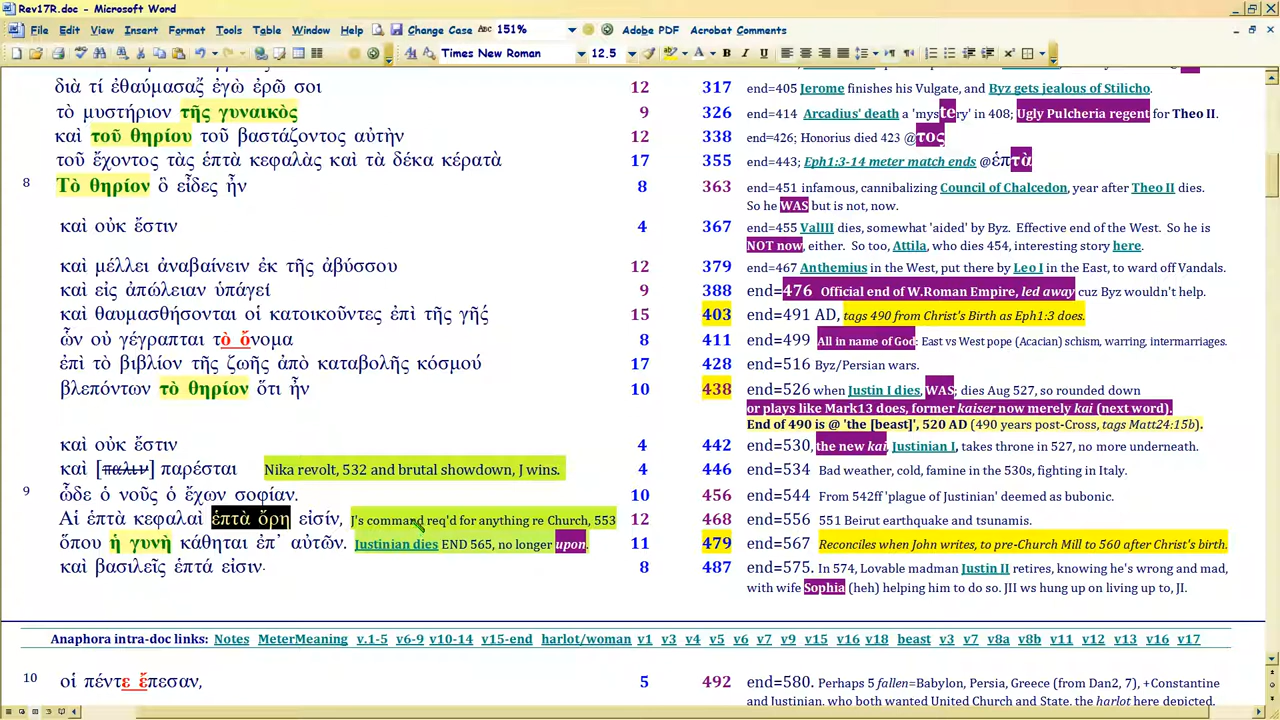 Rev17R.doc - Microsoft Word
File Edit View Insert Format Tools Table Window Help Change Case 151% Adobe PDF Acrobat Comments
Times New Roman 12.5 B I U
διὰ τί ἐθαύμασαξ ἐγὼ ἐρῶ σοι 12 317 end=405 Jerome finishes his Vulgate, and Byz gets jealous of Stilicho.
τὸ μυστήριον τῆς γυναικὸς 9 326 end=414 Arcadius' death a 'mystery' in 408; Ugly Pulcheria regent for Theo II.
καὶ τοῦ θηρίου τοῦ βαστάζοντος αὐτὴν 12 338 end=426; Honorius died 423 @τος
τοῦ ἔχοντος τὰς ἑπτὰ κεφαλὰς καὶ τὰ δέκα κέρατὰ 17 355 end=443; Eph1:3-14 meter match ends @ἑπτὰ
8 Τὸ θηρίον ὃ εἶδες ἦν 8 363 end=451 infamous, cannibalizing Council of Chalcedon, year after Theo II dies.
So he WAS but is not, now.
καὶ οὐκ ἔστιν 4 367 end=455 ValIII dies, somewhat 'aided' by Byz. Effective end of the West. So he is
NOT now, either. So too, Attila, who dies 454, interesting story here.
καὶ μέλλει ἀναβαίνειν ἐκ τῆς ἀβύσσου 12 379 end=467 Anthemius in the West, put there by Leo I in the East, to ward off Vandals.
καὶ εἰς ἀπώλειαν ὑπάγεί 9 388 end=476 Official end of W.Roman Empire, led away cuz Byz wouldn't help.
καὶ θαυμασθήσονται οἱ κατοικοῦντες ἐπὶ τῆς γῆς́ 15 403 end=491 AD, tags 490 from Christ's Birth as Eph1:3 does.
ὧν οὐ γέγραπται τὸ ὄνομα 8 411 end=499 All in name of God: East vs West pope (Acacian) schism, warring, intermarriages.
ἐπὶ τὸ βιβλίον τῆς ζωῆς ἀπὸ καταβολῆς κόσμού 17 428 end=516 Byz/Persian wars.
βλεπόντων τὸ θηρίον ὅτι ἦν 10 438 end=526 when Justin I dies, WAS; dies Aug 527, so rounded down
or plays like Mark13 does, former kaiser now merely kai (next word).
End of 490 is @ 'the [beast]', 520 AD (490 years post-Cross, tags Matt24:15b).
καὶ οὐκ ἔστιν 4 442 end=530, the new kai, Justinian I, takes throne in 527, no more underneath.
καὶ [παλιν] παρέσται Nika revolt, 532 and brutal showdown, J wins. 4 446 end=534 Bad weather, cold, famine in the 530s, fighting in Italy.
9 ὧδε ὁ νοῦς ὁ ἔχων σοφίαν. 10 456 end=544 From 542ff 'plague of Justinian' deemed as bubonic.
Αἱ ἑπτὰ κεφαλαὶ ἑπτὰ ὄρη εἰσίν, J's command req'd for anything re Church, 553 12 468 end=556 551 Beirut earthquake and tsunamis.
ὅπου ἡ γυνὴ κάθηται ἐπ᾽ αὐτῶν. Justinian dies END 565, no longer upon. 11 479 end=567 Reconciles when John writes, to pre-Church Mill to 560 after Christ's birth.
καὶ βασιλεῖς ἑπτά εἰσιν· 8 487 end=575. In 574, Lovable madman Justin II retires, knowing he's wrong and mad,
with wife Sophia (heh) helping him to do so. JII ws hung up on living up to, JI.
Anaphora intra-doc links: Notes MeterMeaning v.1-5 v6-9 v10-14 v15-end harlot/woman v1 v3 v4 v5 v6 v7 v9 v15 v16 v18 beast v3 v7 v8a v8b v11 v12 v13 v16 v17
10 οἱ πέντε ἔπεσαν, 5 492 end=580. Perhaps 5 fallen=Babylon, Persia, Greece (from Dan2, 7), +Constantine
and Justinian, who both wanted United Church and State, the harlot here depicted.